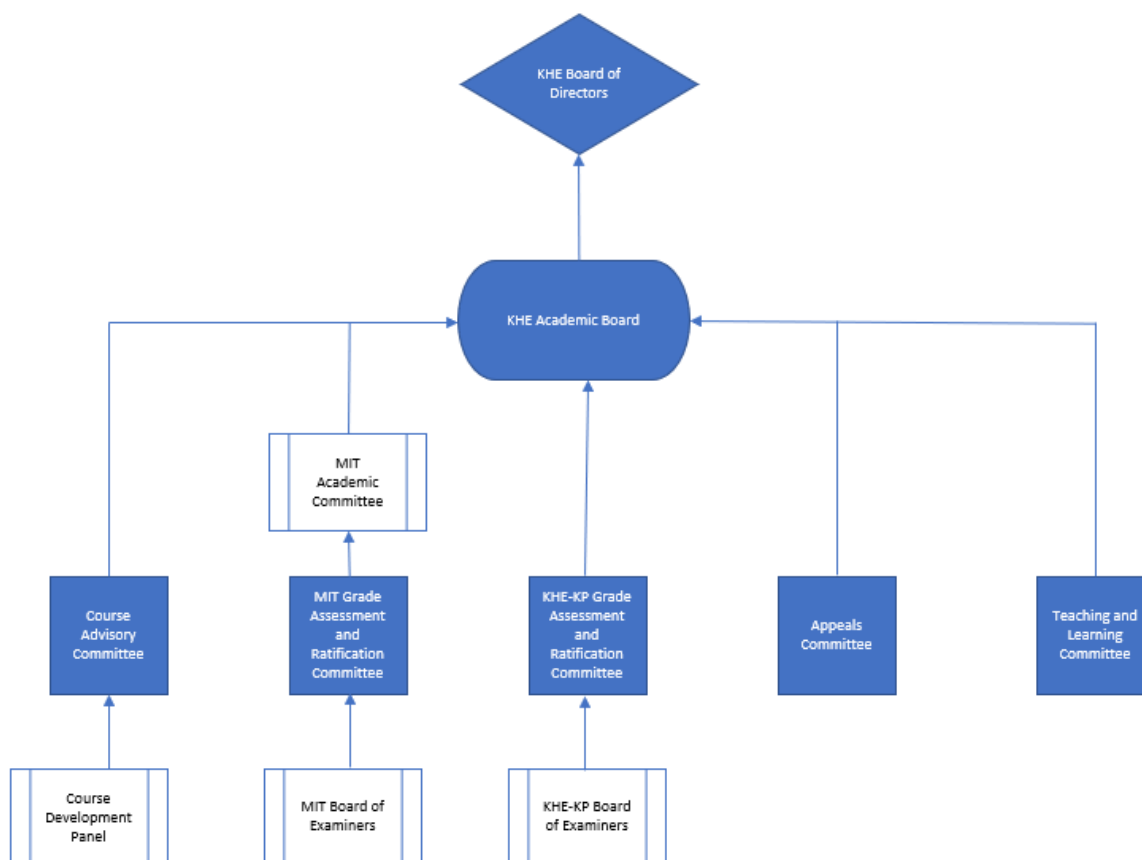 KHE Board of
Directors
KHE Academic Board
MIT
Academic
Committee
Course
Advisory
Committee
MIT Grade
Assessment
and
Ratification
Committee
KHE-KP Grade
Assessment
and
Ratification
Committee
Appeals
Committee
Teaching and
Learning
Committee
Course
Development
Panel
MIT Board of
Examiners
KHE-KP Board
of Examiners